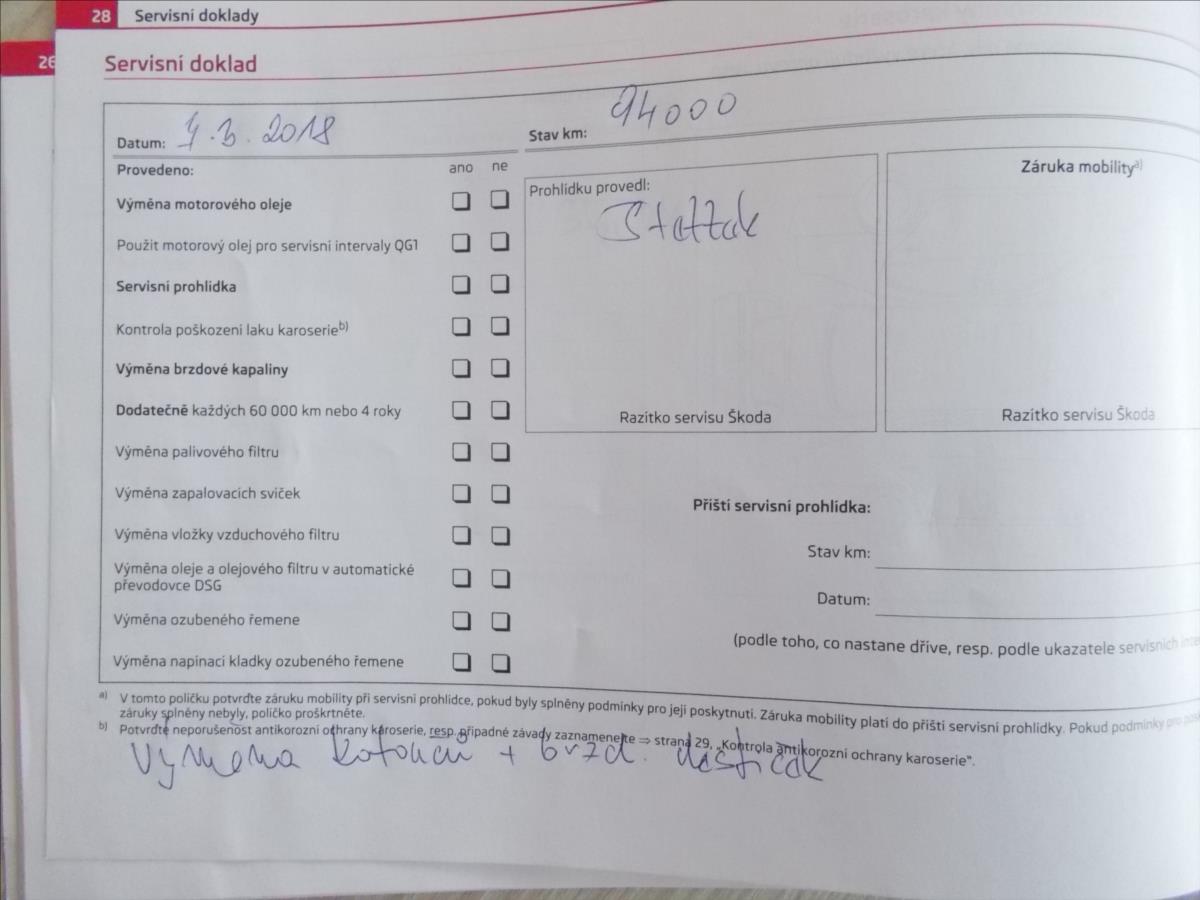 28 Servisní doklady
26
Servisní doklad
Datum: 4.3.2018
Stav km: 94000
Provedeno: ano ne
Výměna motorového oleje
Použit motorový olej pro servisní intervaly QG1
Servisní prohlídka
Kontrola poškození laku karoserie b)
Výměna brzdové kapaliny
Dodatečně každých 60 000 km nebo 4 roky
Výměna palivového filtru
Výměna zapalovacích svíček
Výměna vložky vzduchového filtru
Výměna oleje a olejového filtru v automatické
převodovce DSG
Výměna ozubeného řemene
Výměna napínací kladky ozubeného řemene
Prohlídku provedl:
Razítko servisu Škoda
Záruka mobility a)
Razítko servisu Škoda
Příští servisní prohlídka:
Stav km:
Datum:
(podle toho, co nastane dříve, resp. podle ukazatele servisních
a) V tomto políčku potvrďte záruku mobility při servisní prohlídce, pokud byly splněny podmínky pro její poskytnutí. Záruka mobility platí do příští servisní prohlídky. Pokud podmínky pro
záruky splněny nebyly, políčko proškrtněte.
b) Potvrďte neporušenost antikorozní ochrany karoserie, resp. případné závady zaznamenejte ⇒ strana 29, „Kontrola antikorozní ochrany karoserie".
Výměna kotoučů + brzd. destiček